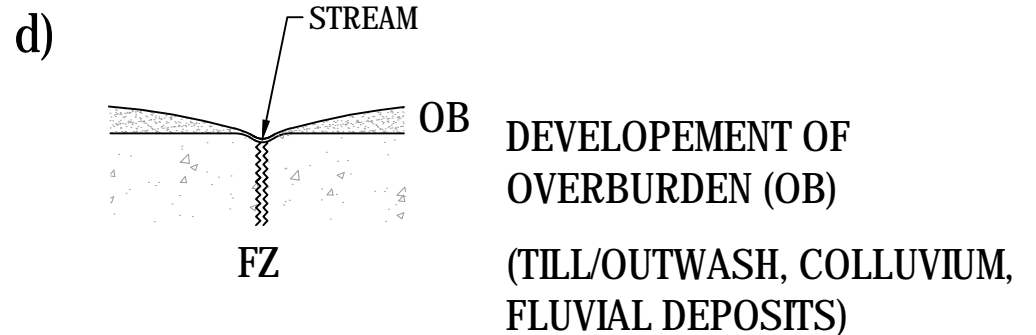 d)
STREAM
OB
FZ
DEVELOPEMENT OF
OVERBURDEN (OB)
(TILL/OUTWASH, COLLUVIUM,
FLUVIAL DEPOSITS)